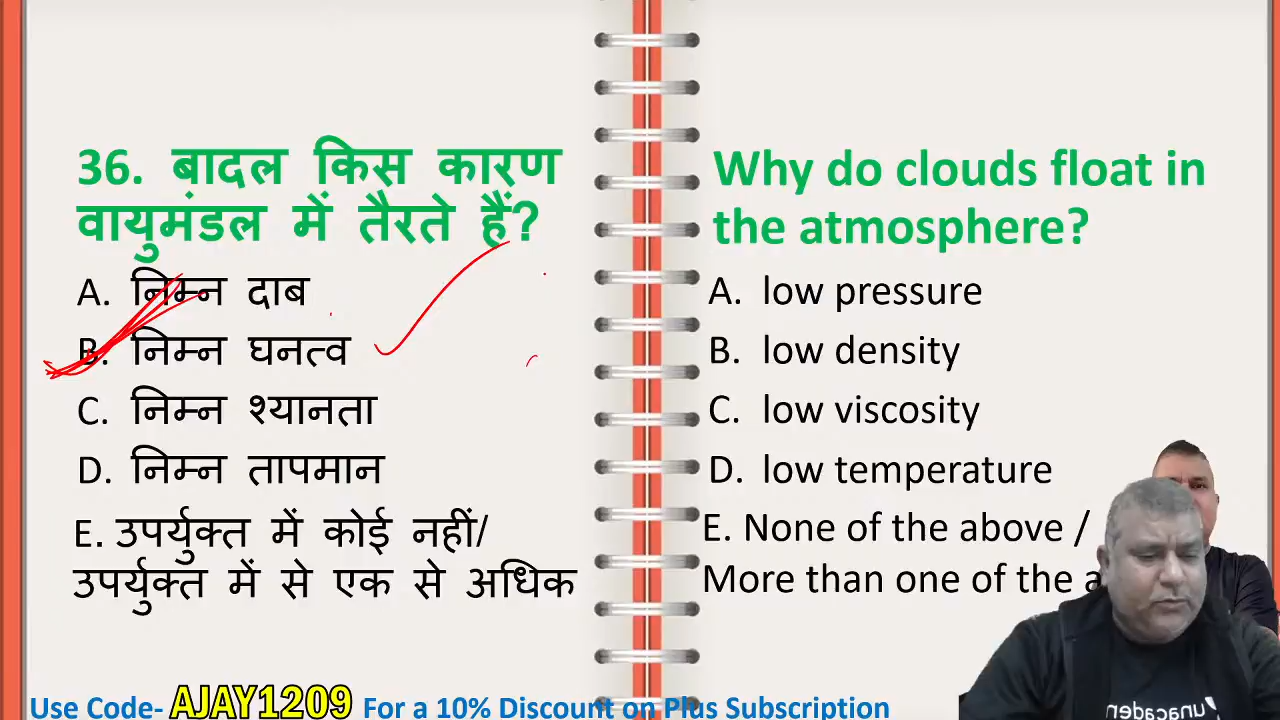 36. बादल किस कारण
वायुमंडल में तैरते हैं?
A. निम्न दाब
B. निम्न घनत्व
C. निम्न श्यानता
D. निम्न तापमान
E. उपर्युक्त में कोई नहीं/
उपर्युक्त में से एक से अधिक
Why do clouds float in
the atmosphere?
A. low pressure
B. low density
C. low viscosity
D. low temperature
E. None of the above /
More than one of the
unacadem
Use Code- AJAY1209 For a 10% Discount on Plus Subscription